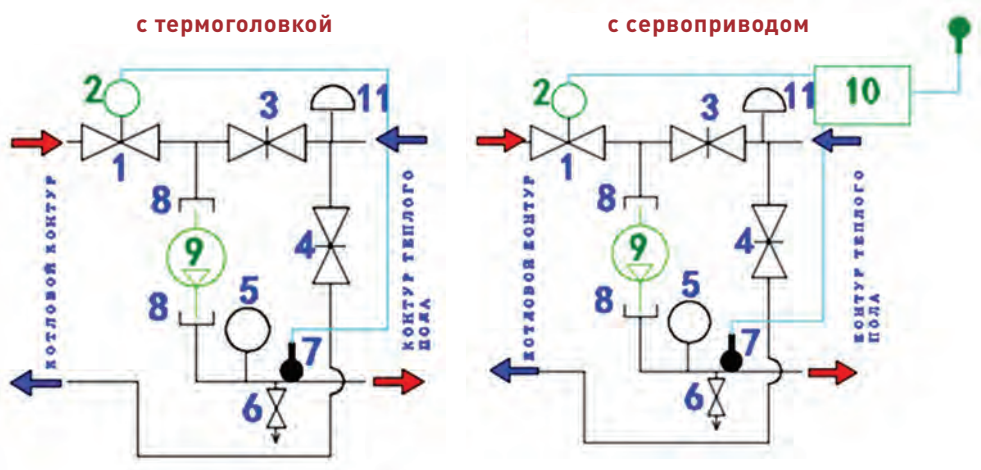 с термоголовкой
2
3
11
1
8
9
4
8
5
7
6
КОТЛОВОЙ КОНТУР
КОНТУР ТЕПЛОГО
ПОЛА
с сервоприводом
2
3
11
10
1
8
9
4
8
5
7
6
КОТЛОВОЙ КОНТУР
КОНТУР ТЕПЛОГО
ПОЛА